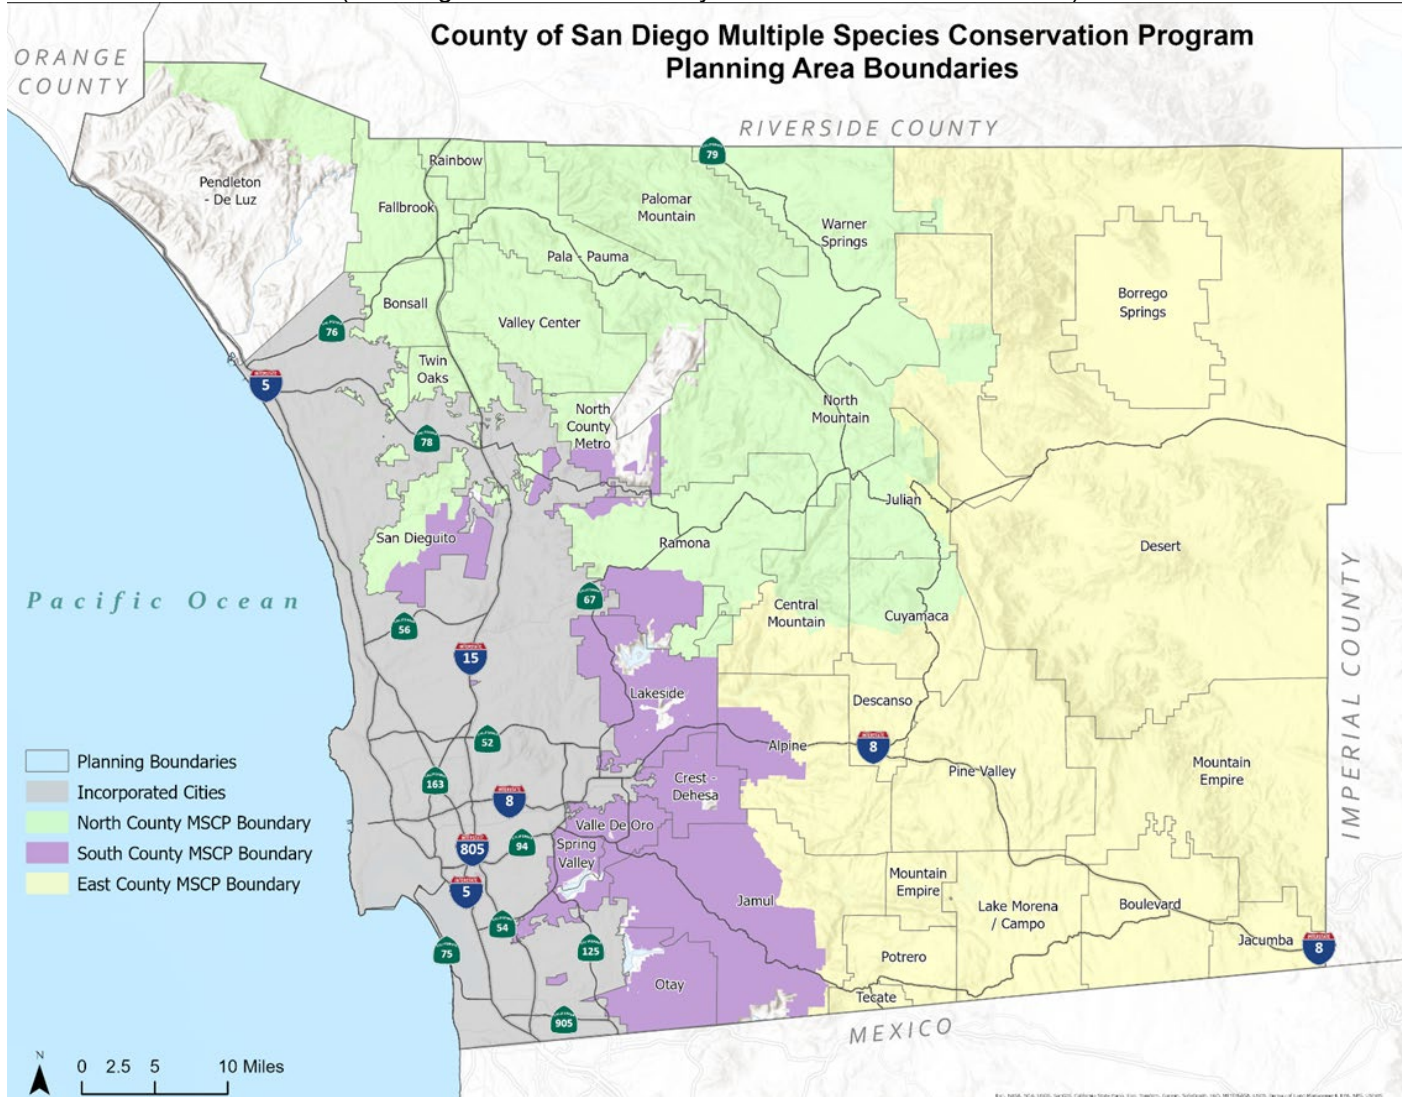 County of San Diego Multiple Species Conservation Program
Planning Area Boundaries
ORANGE
COUNTY
RIVERSIDE COUNTY
79
Rainbow
Pendleton
- De Luz
Fallbrook
Palomar
Mountain
Warner
Springs
Pala - Pauma
Borrego
Springs
Bonsall
76
Valley Center
Twin
Oaks
INTERSTATE
5
North
County
Metro
North
Mountain
78
Julian
San Dieguito
Ramona
Desert
Pacific Ocean
67
Central
Mountain
Cuyamaca
56
15
Lakeside
Descanso
IMPERIAL COUNTY
52
Alpine
8
Planning Boundaries
Incorporated Cities
North County MSCP Boundary
South County MSCP Boundary
East County MSCP Boundary
163
8
Crest -
Dehesa
Pine Valley
Mountain
Empire
805
94
Valle De Oro
Spring
Valley
5
Jamul
Mountain
Empire
Lake Morena
/ Campo
Boulevard
54
75
125
Potrero
Jacumba
8
Otay
Tecate
905
MEXICO
N
0 2.5 5 10 Miles